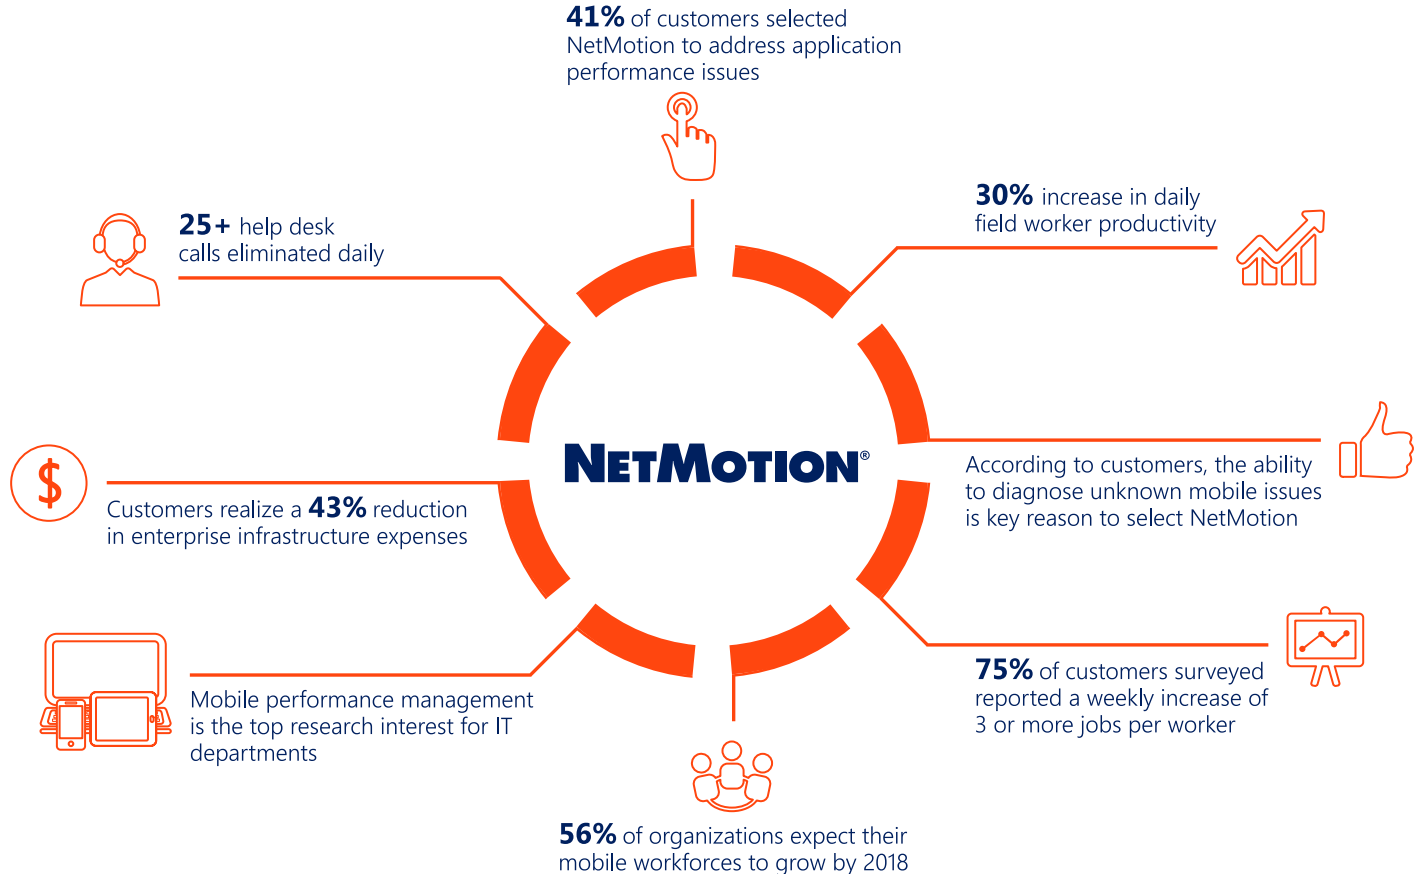 41% of customers selected
NetMotion to address application
performance issues
25+ help desk
calls eliminated daily
30% increase in daily
field worker productivity
NETMOTION®
According to customers, the ability
to diagnose unknown mobile issues
is key reason to select NetMotion
$
Customers realize a 43% reduction
in enterprise infrastructure expenses
Mobile performance management
is the top research interest for IT
departments
75% of customers surveyed
reported a weekly increase of
3 or more jobs per worker
56% of organizations expect their
mobile workforces to grow by 2018